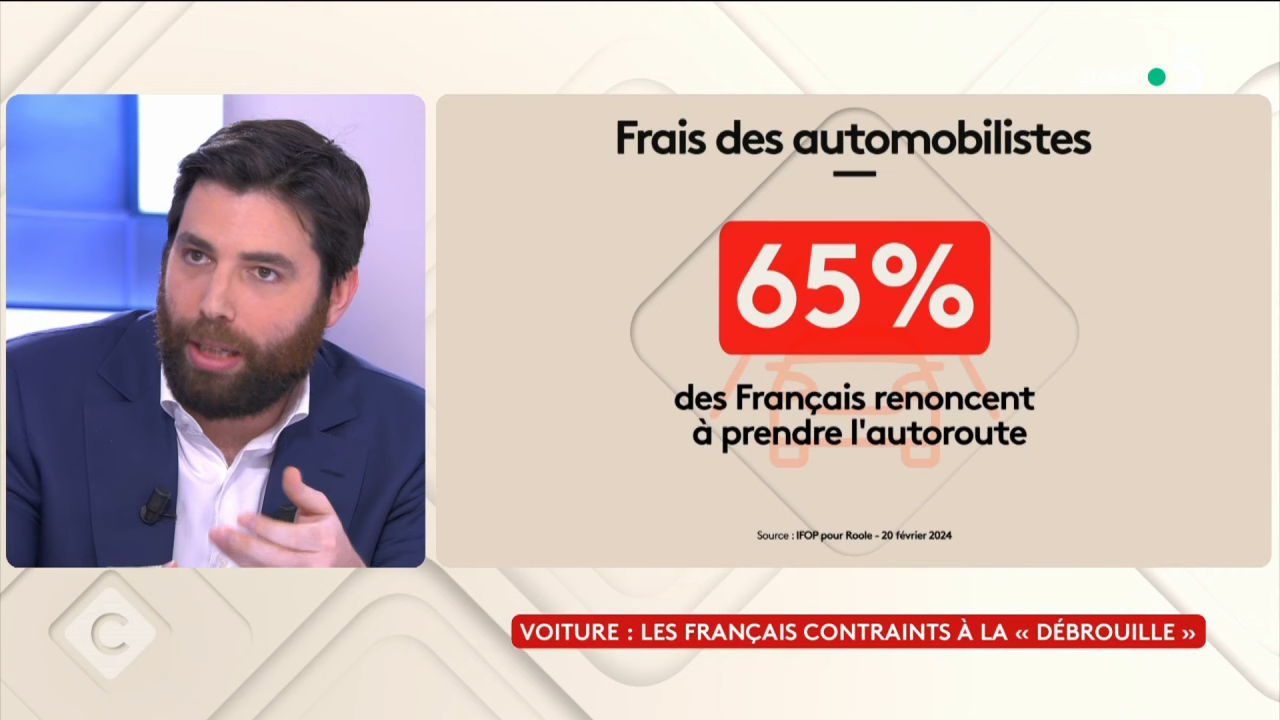 Frais des automobilistes
65%
des Français renoncent
à prendre l'autoroute
Source : IFOP pour Roole - 20 février 2024
C
VOITURE : LES FRANÇAIS CONTRAINTS À LA « DÉBROUILLE »